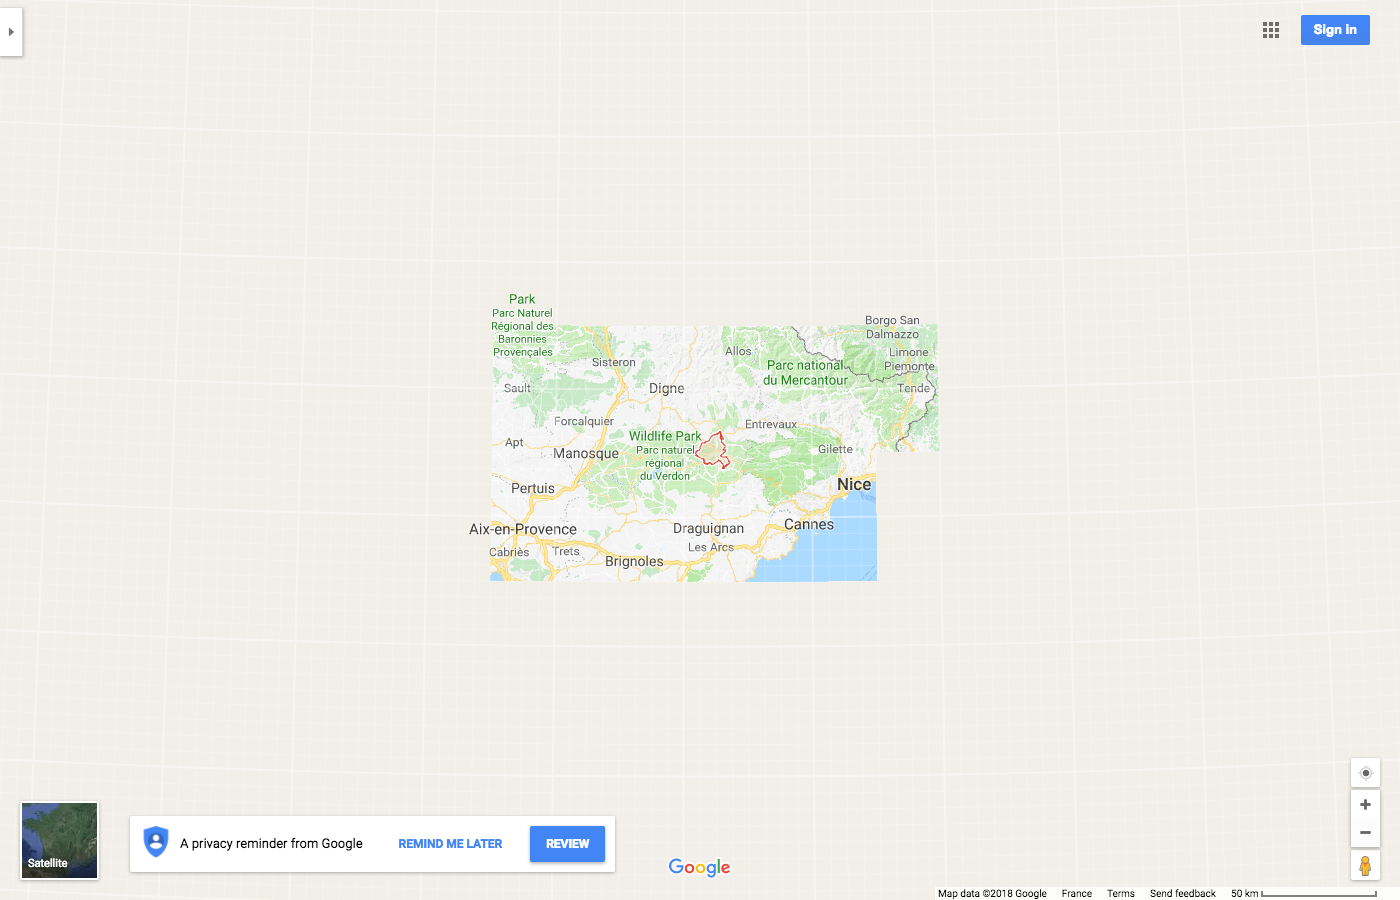 Sign in
Park
Parc Naturel
Régional des
Baronnies
Provençales
Borgo San
Dalmazzo
Allos
Limone
Piemonte
Sisteron
Parc national
du Mercantour
Sault
Digne
Tende
Forcalquier
Entrevaux
Apt
Wildlife Park
Parc naturel
régional
du Verdon
Manosque
Gilette
Pertuis
Nice
Aix-en-Provence
Draguignan
Cannes
Cabriès
Trets
Les Arcs
Brignoles
Satellite
A privacy reminder from Google
REMIND ME LATER
REVIEW
Google
Map data ©2018 Google
France
Terms
Send feedback
50 km